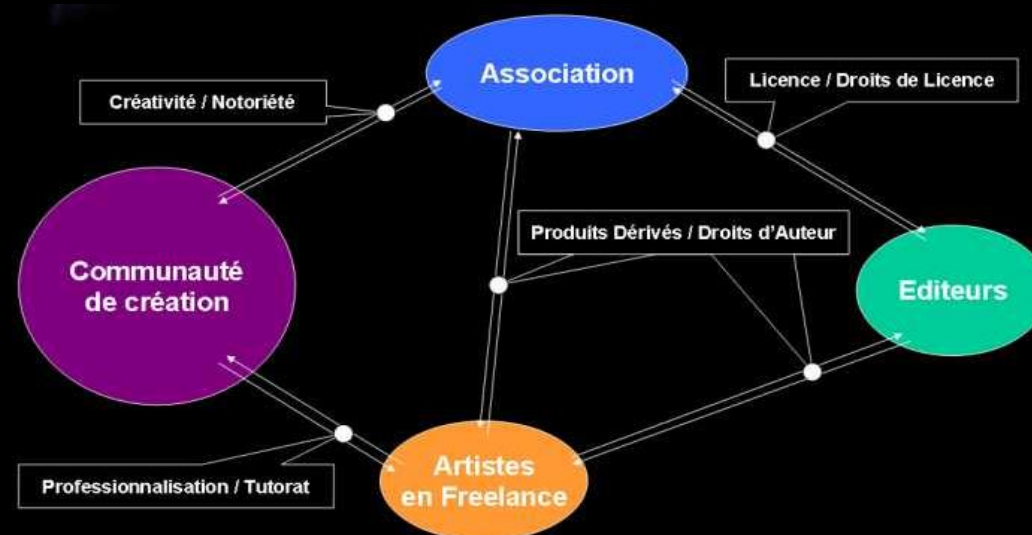 Association
Créativité / Notoriété
Licence / Droits de Licence
Produits Dérivés / Droits d'Auteur
Communauté
de création
Editeurs
Artistes
en Freelance
Professionnalisation / Tutorat